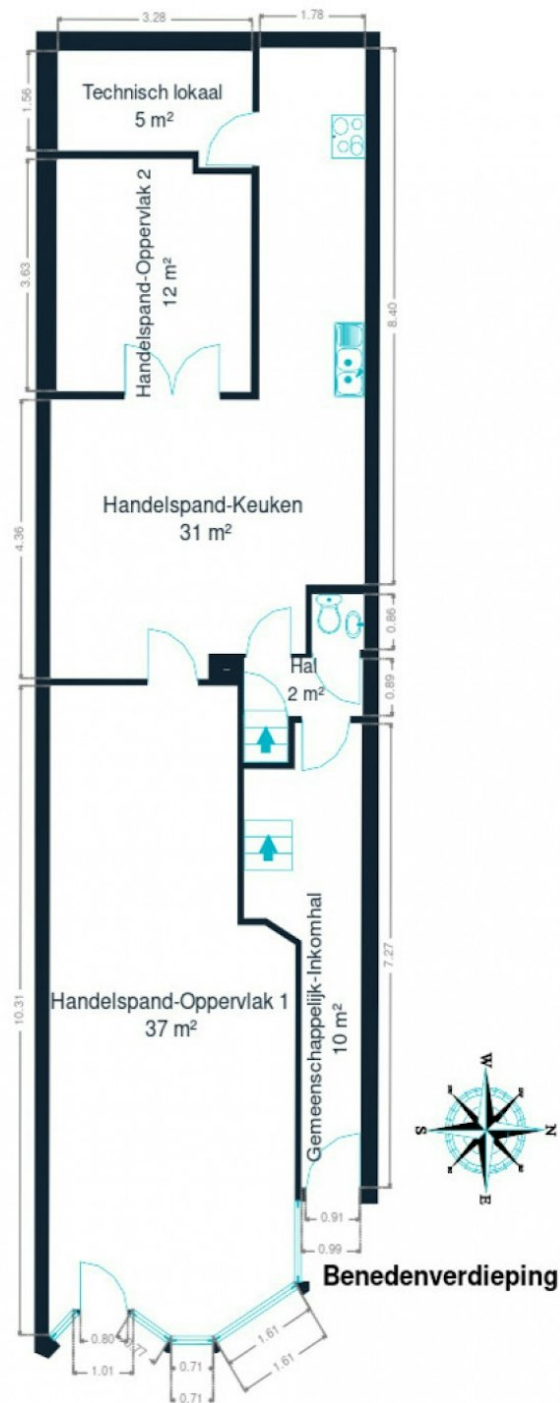 3.28
1.78
1.56
Technisch lokaal
5 m²
3.63
Handelspand-Oppervlak 2
12 m²
8.40
4.36
Handelspand-Keuken
31 m²
0.86
Hal
2 m²
0.89
10.31
Handelspand-Oppervlak 1
37 m²
Gemeenschappelijk-Inkomhal
10 m²
7.27
W
S
N
E
0.91
0.99
Benedenverdieping
0.80
1.01
0.77
0.71
0.71
1.61
1.61